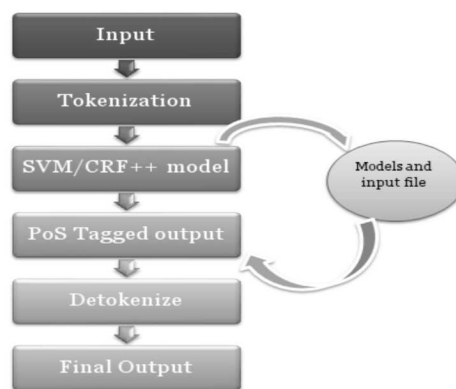 Input
Tokenization
SVM/CRF++ model
Models and
input file
PoS Tagged output
Detokenize
Final Output